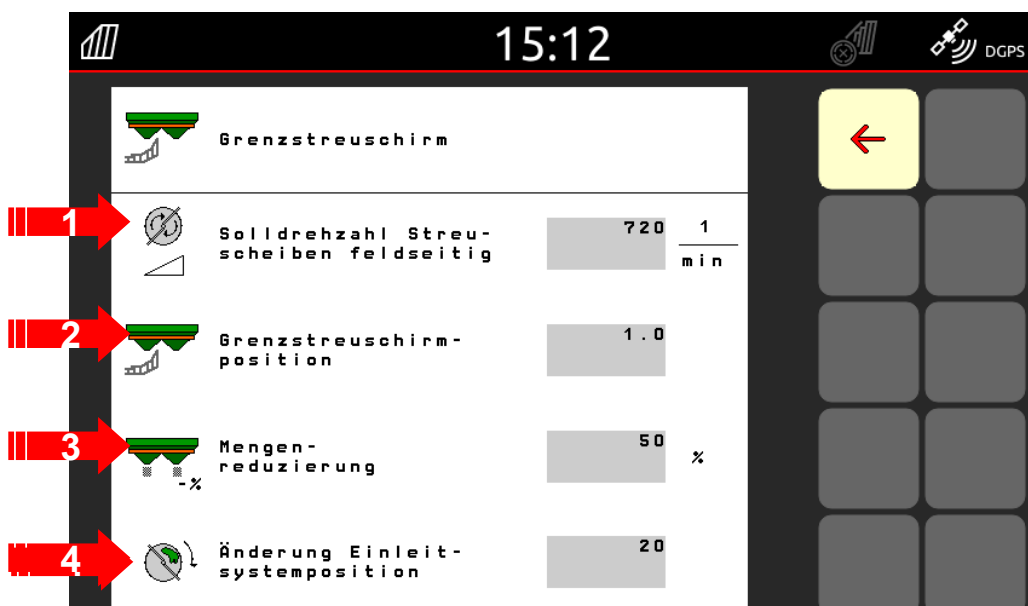 15:12
DGPS
Grenzstreuschirm
1
Solldrehzahl Streu-
scheiben feldseitig
720
1
min
2
Grenzstreuschirm-
position
1.0
3
-%
Mengen-
reduzierung
50
%
4
Änderung Einleit-
systemposition
20